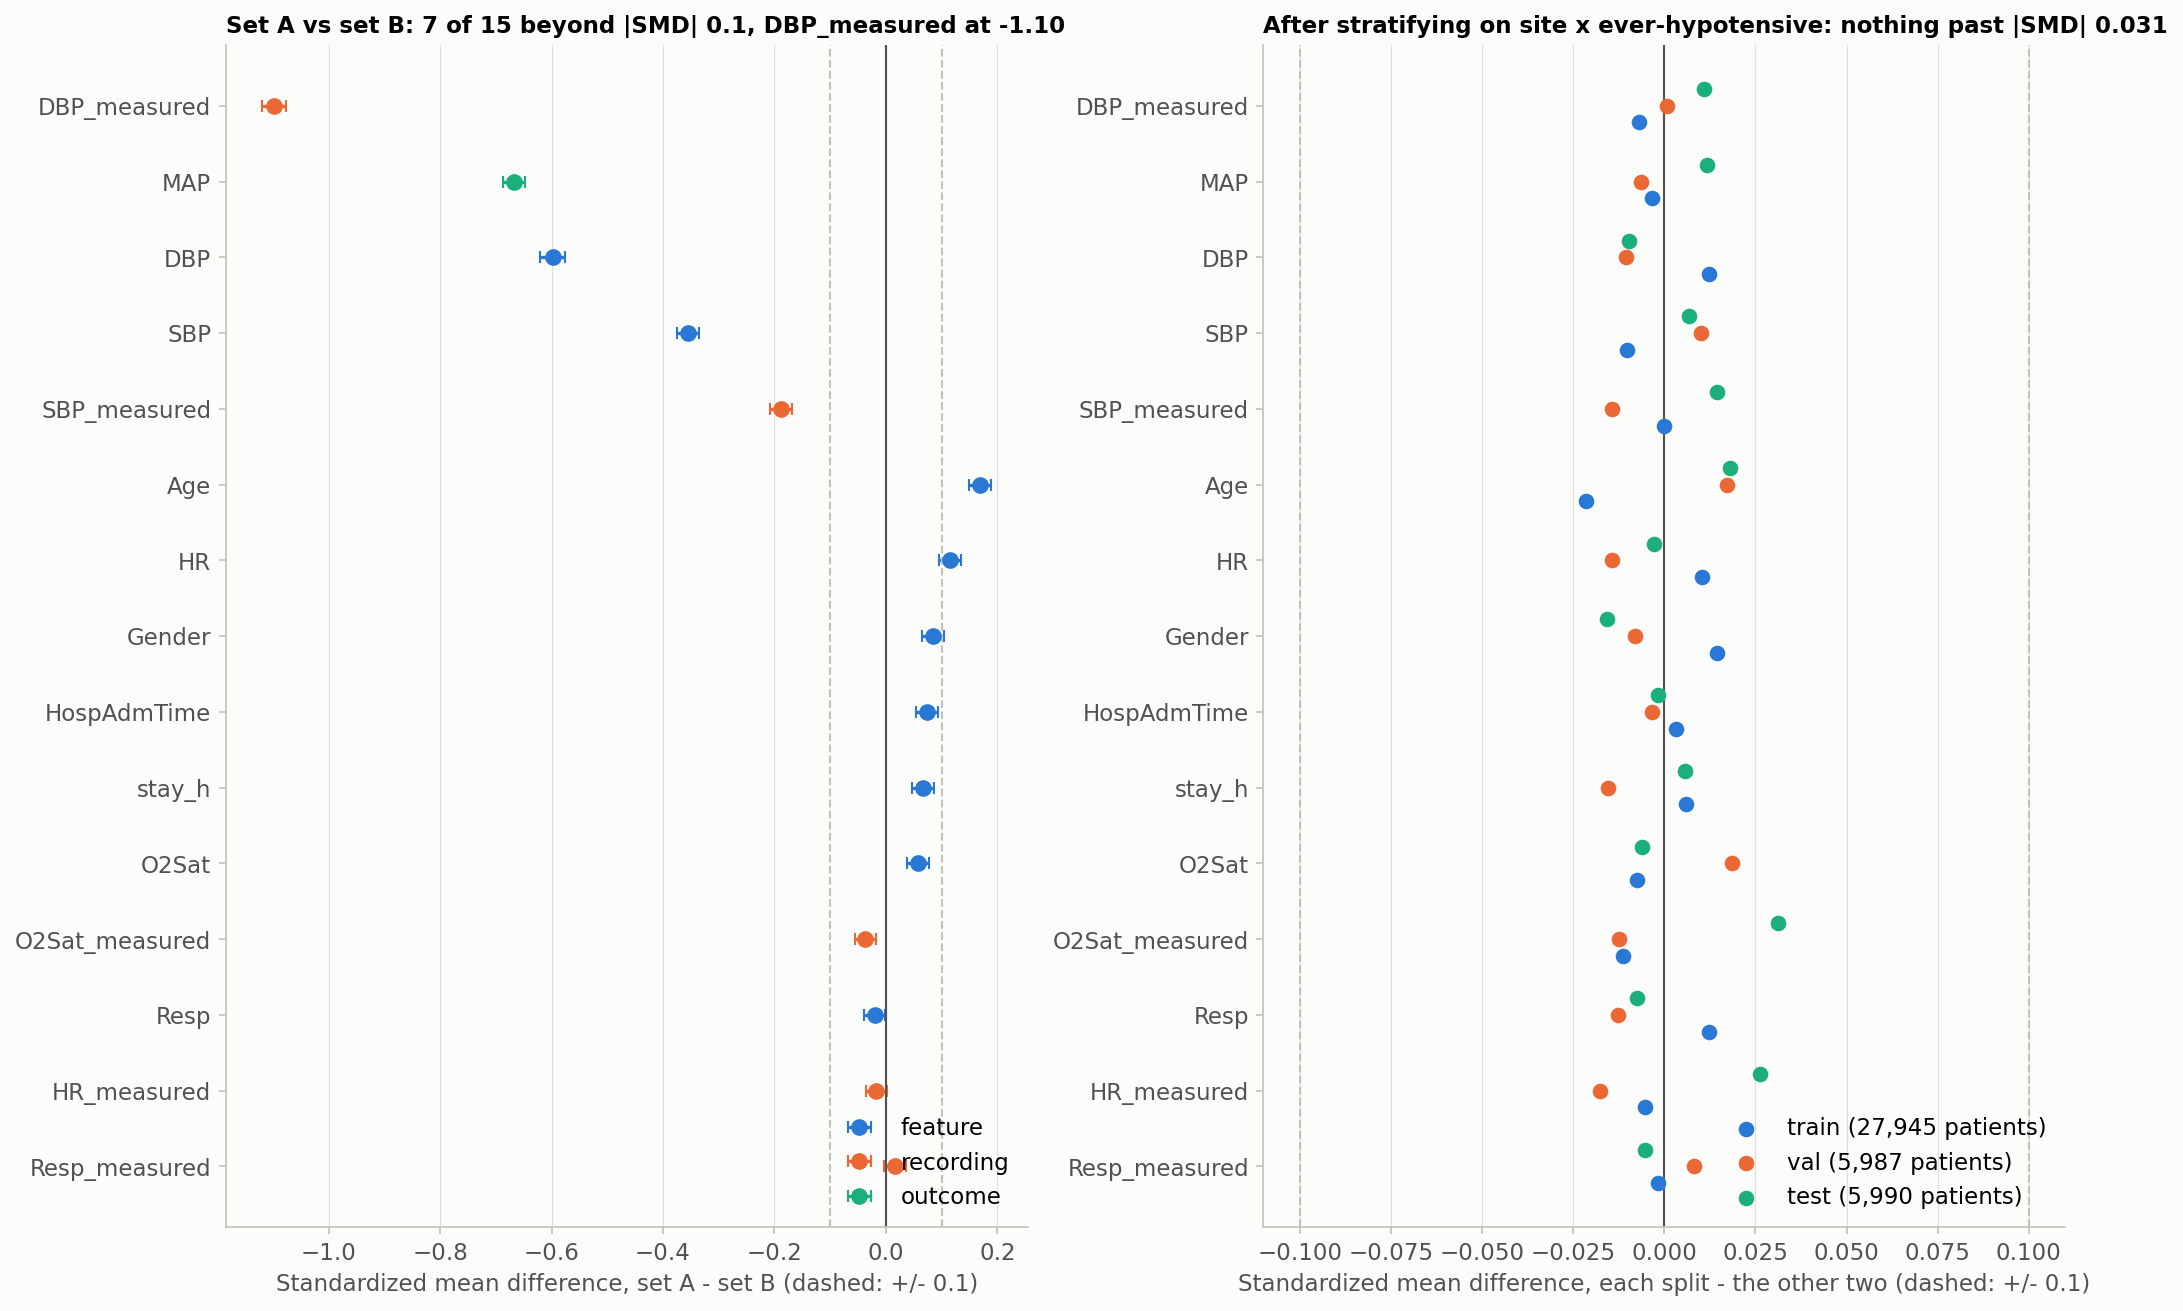 Set A vs set B: 7 of 15 beyond |SMD| 0.1, DBP_measured at -1.10
DBP_measured
MAP
DBP
SBP
SBP_measured
Age
HR
Gender
HospAdmTime
stay_h
O2Sat
O2Sat_measured
Resp
HR_measured
Resp_measured
feature
recording
outcome
−1.0 −0.8 −0.6 −0.4 −0.2 0.0 0.2
Standardized mean difference, set A - set B (dashed: +/- 0.1)
After stratifying on site x ever-hypotensive: nothing past |SMD| 0.031
DBP_measured
MAP
DBP
SBP
SBP_measured
Age
HR
Gender
HospAdmTime
stay_h
O2Sat
O2Sat_measured
Resp
HR_measured
Resp_measured
train (27,945 patients)
val (5,987 patients)
test (5,990 patients)
−0.100 −0.075 −0.050 −0.025 0.000 0.025 0.050 0.075 0.100
Standardized mean difference, each split - the other two (dashed: +/- 0.1)